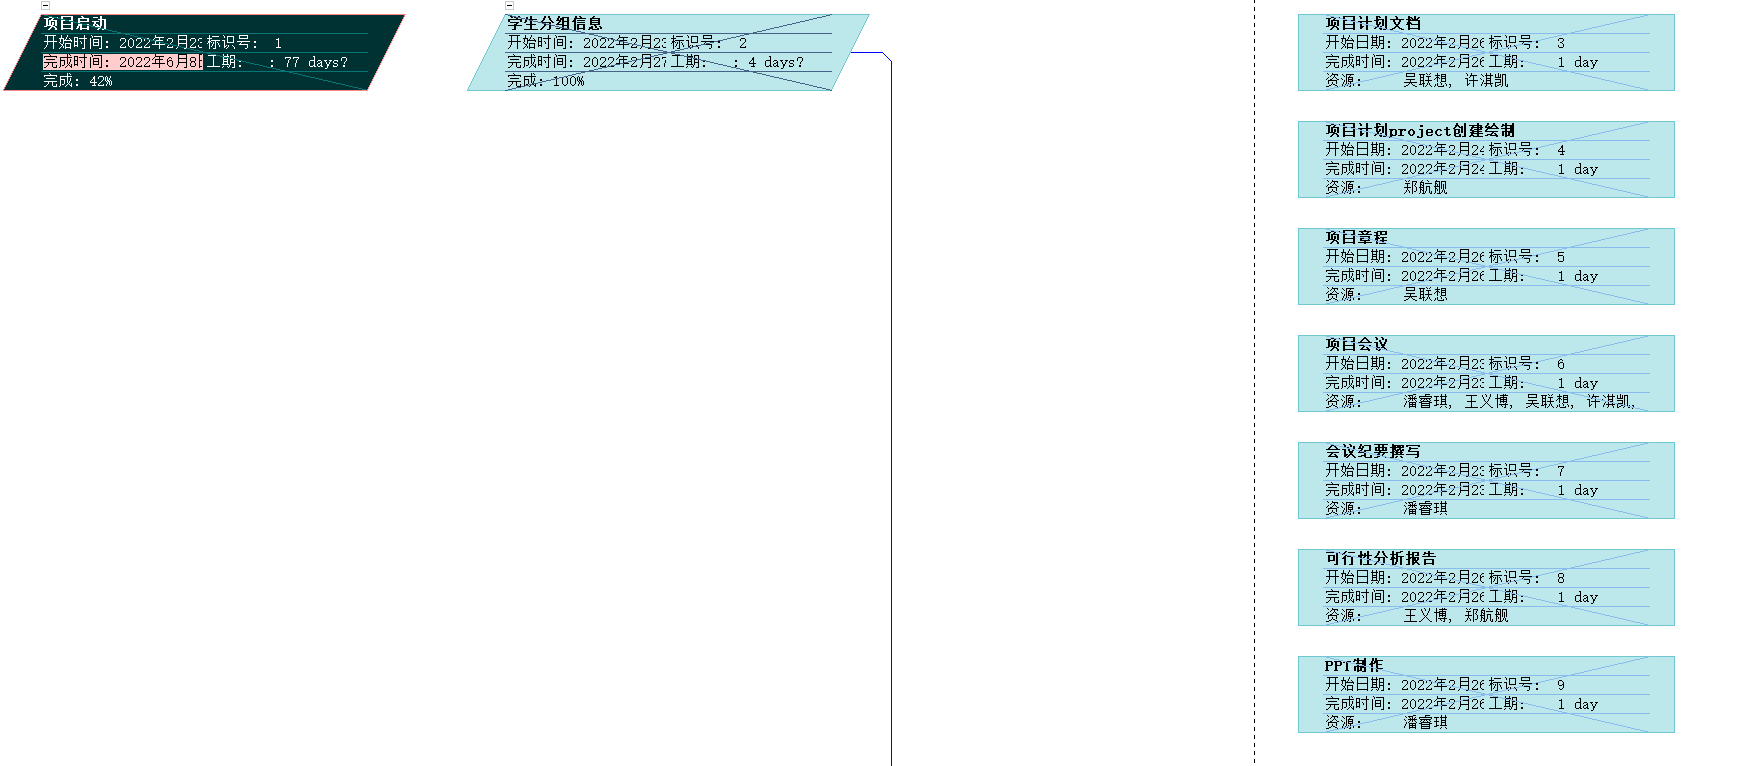 项目启动
开始时间: 2022年2月23 标识号: 1
完成时间: 2022年6月8日 工期: : 77 days?
完成: 42%
学生分组信息
开始时间: 2022年2月23 标识号: 2
完成时间: 2022年2月27 工期: : 4 days?
完成: 100%
项目计划文档
开始日期: 2022年2月26 标识号: 3
完成时间: 2022年2月26 工期: 1 day
资源: 吴联想, 许淇凯
项目计划project创建绘制
开始日期: 2022年2月24 标识号: 4
完成时间: 2022年2月24 工期: 1 day
资源: 郑航舰
项目章程
开始日期: 2022年2月26 标识号: 5
完成时间: 2022年2月26 工期: 1 day
资源: 吴联想
项目会议
开始日期: 2022年2月23 标识号: 6
完成时间: 2022年2月23 工期: 1 day
资源: 潘睿琪, 王义博, 吴联想, 许淇凯,
会议纪要撰写
开始日期: 2022年2月23 标识号: 7
完成时间: 2022年2月23 工期: 1 day
资源: 潘睿琪
可行性分析报告
开始日期: 2022年2月26 标识号: 8
完成时间: 2022年2月26 工期: 1 day
资源: 王义博, 郑航舰
PPT制作
开始日期: 2022年2月26 标识号: 9
完成时间: 2022年2月26 工期: 1 day
资源: 潘睿琪